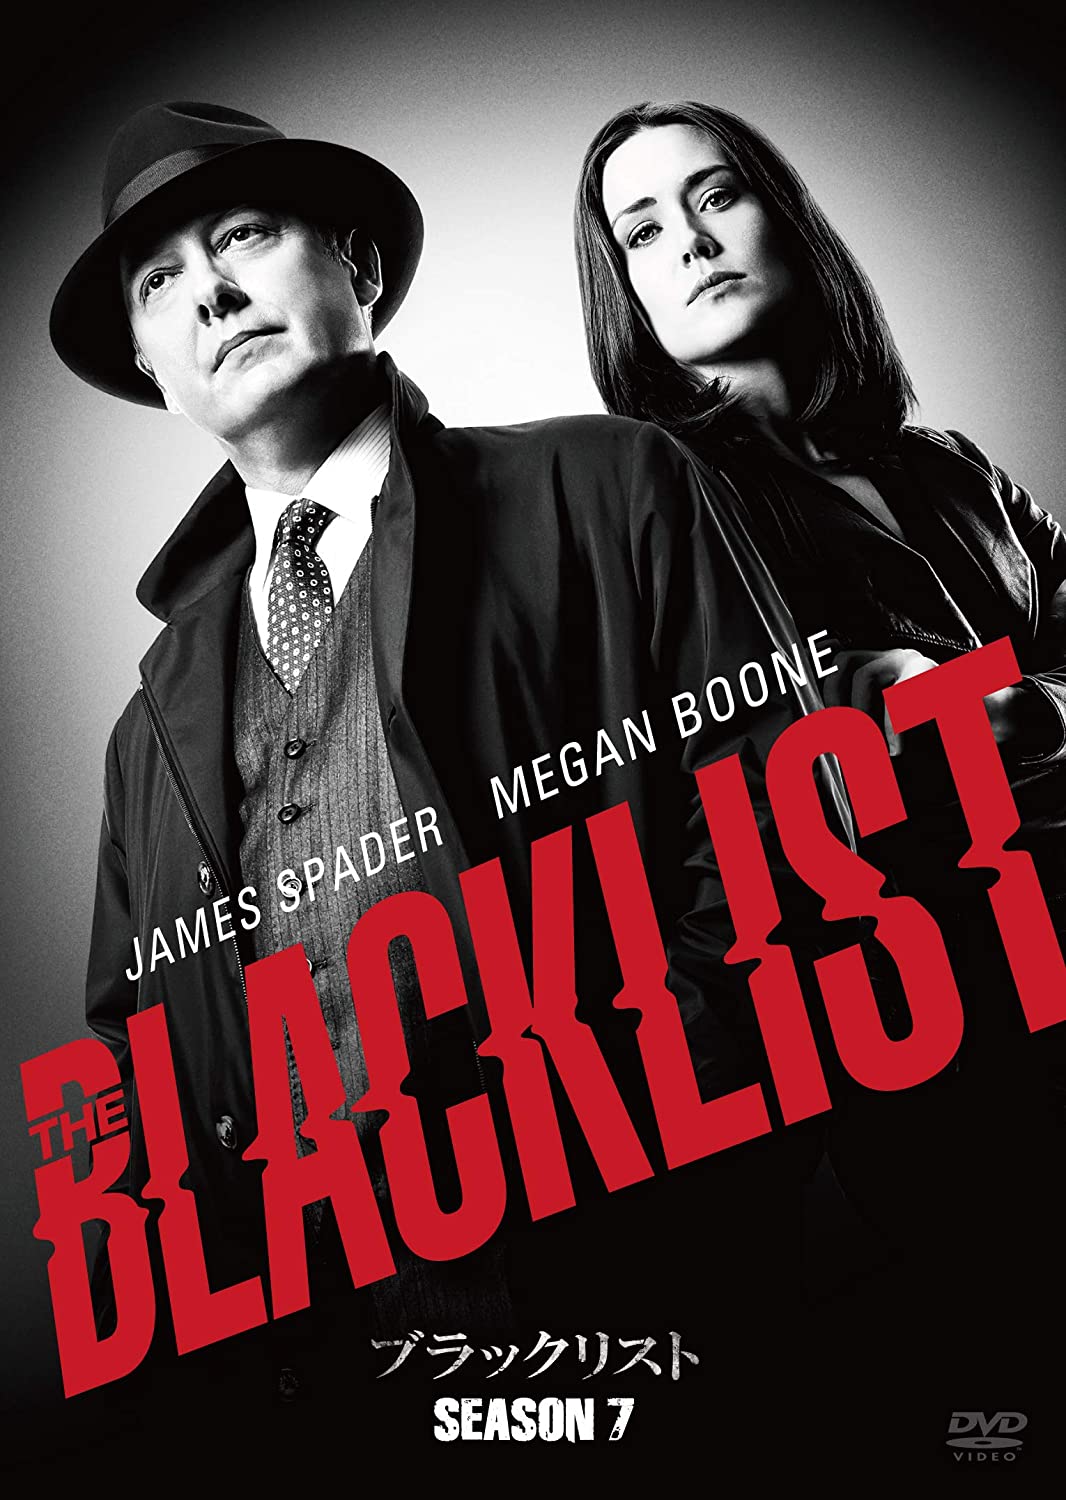 JAMES SPADER MEGAN BOONE
THE
BLACKLIST
ブラックリスト
SEASON 7
DVD
VIDEO